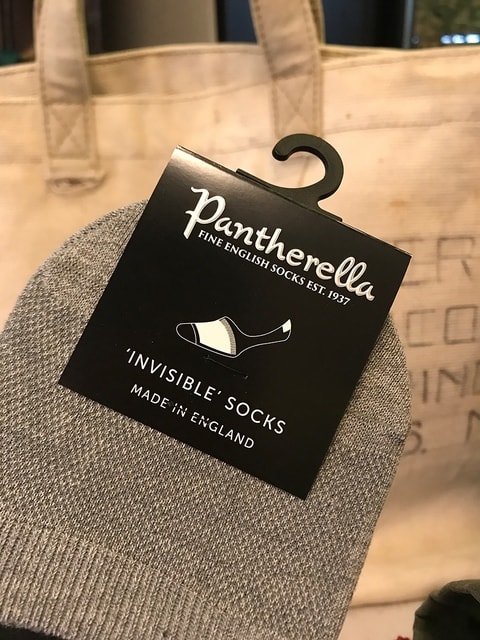 Pantherella
FINE ENGLISH SOCKS EST. 1937
'INVISIBLE' SOCKS
MADE IN ENGLAND